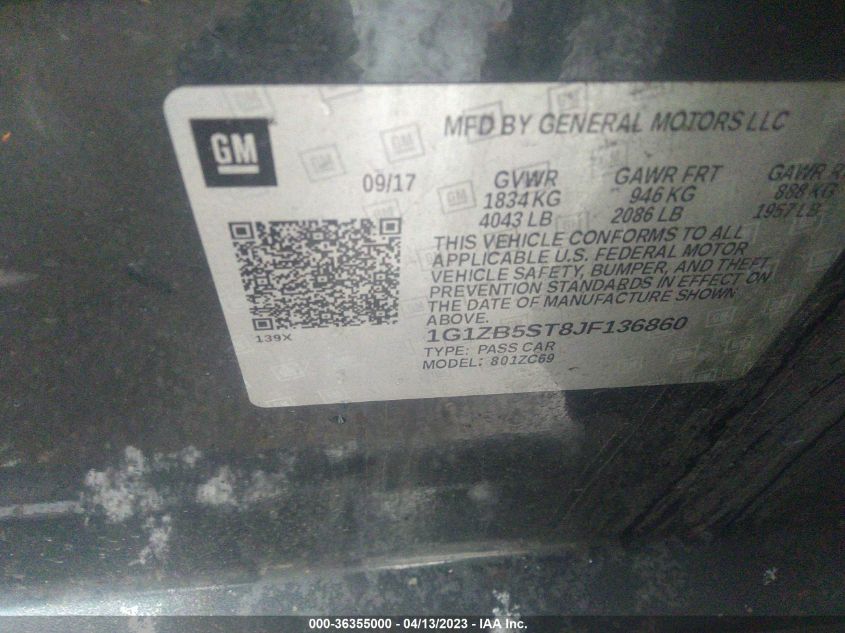 GM
MFD BY GENERAL MOTORS LLC
09/17
GVWR GAWR FRT GAWR
1834 KG 946 KG 888 KG
4043 LB 2086 LB 1957 LB
THIS VEHICLE CONFORMS TO ALL
APPLICABLE U.S. FEDERAL MOTOR
VEHICLE SAFETY, BUMPER, AND THEFT
PREVENTION STANDARDS IN EFFECT ON
THE DATE OF MANUFACTURE SHOWN
ABOVE.
139X
1G1ZB5ST8JF136860
TYPE: PASS CAR
MODEL: 801ZC69
000-36355000 - 04/13/2023 - IAA Inc.